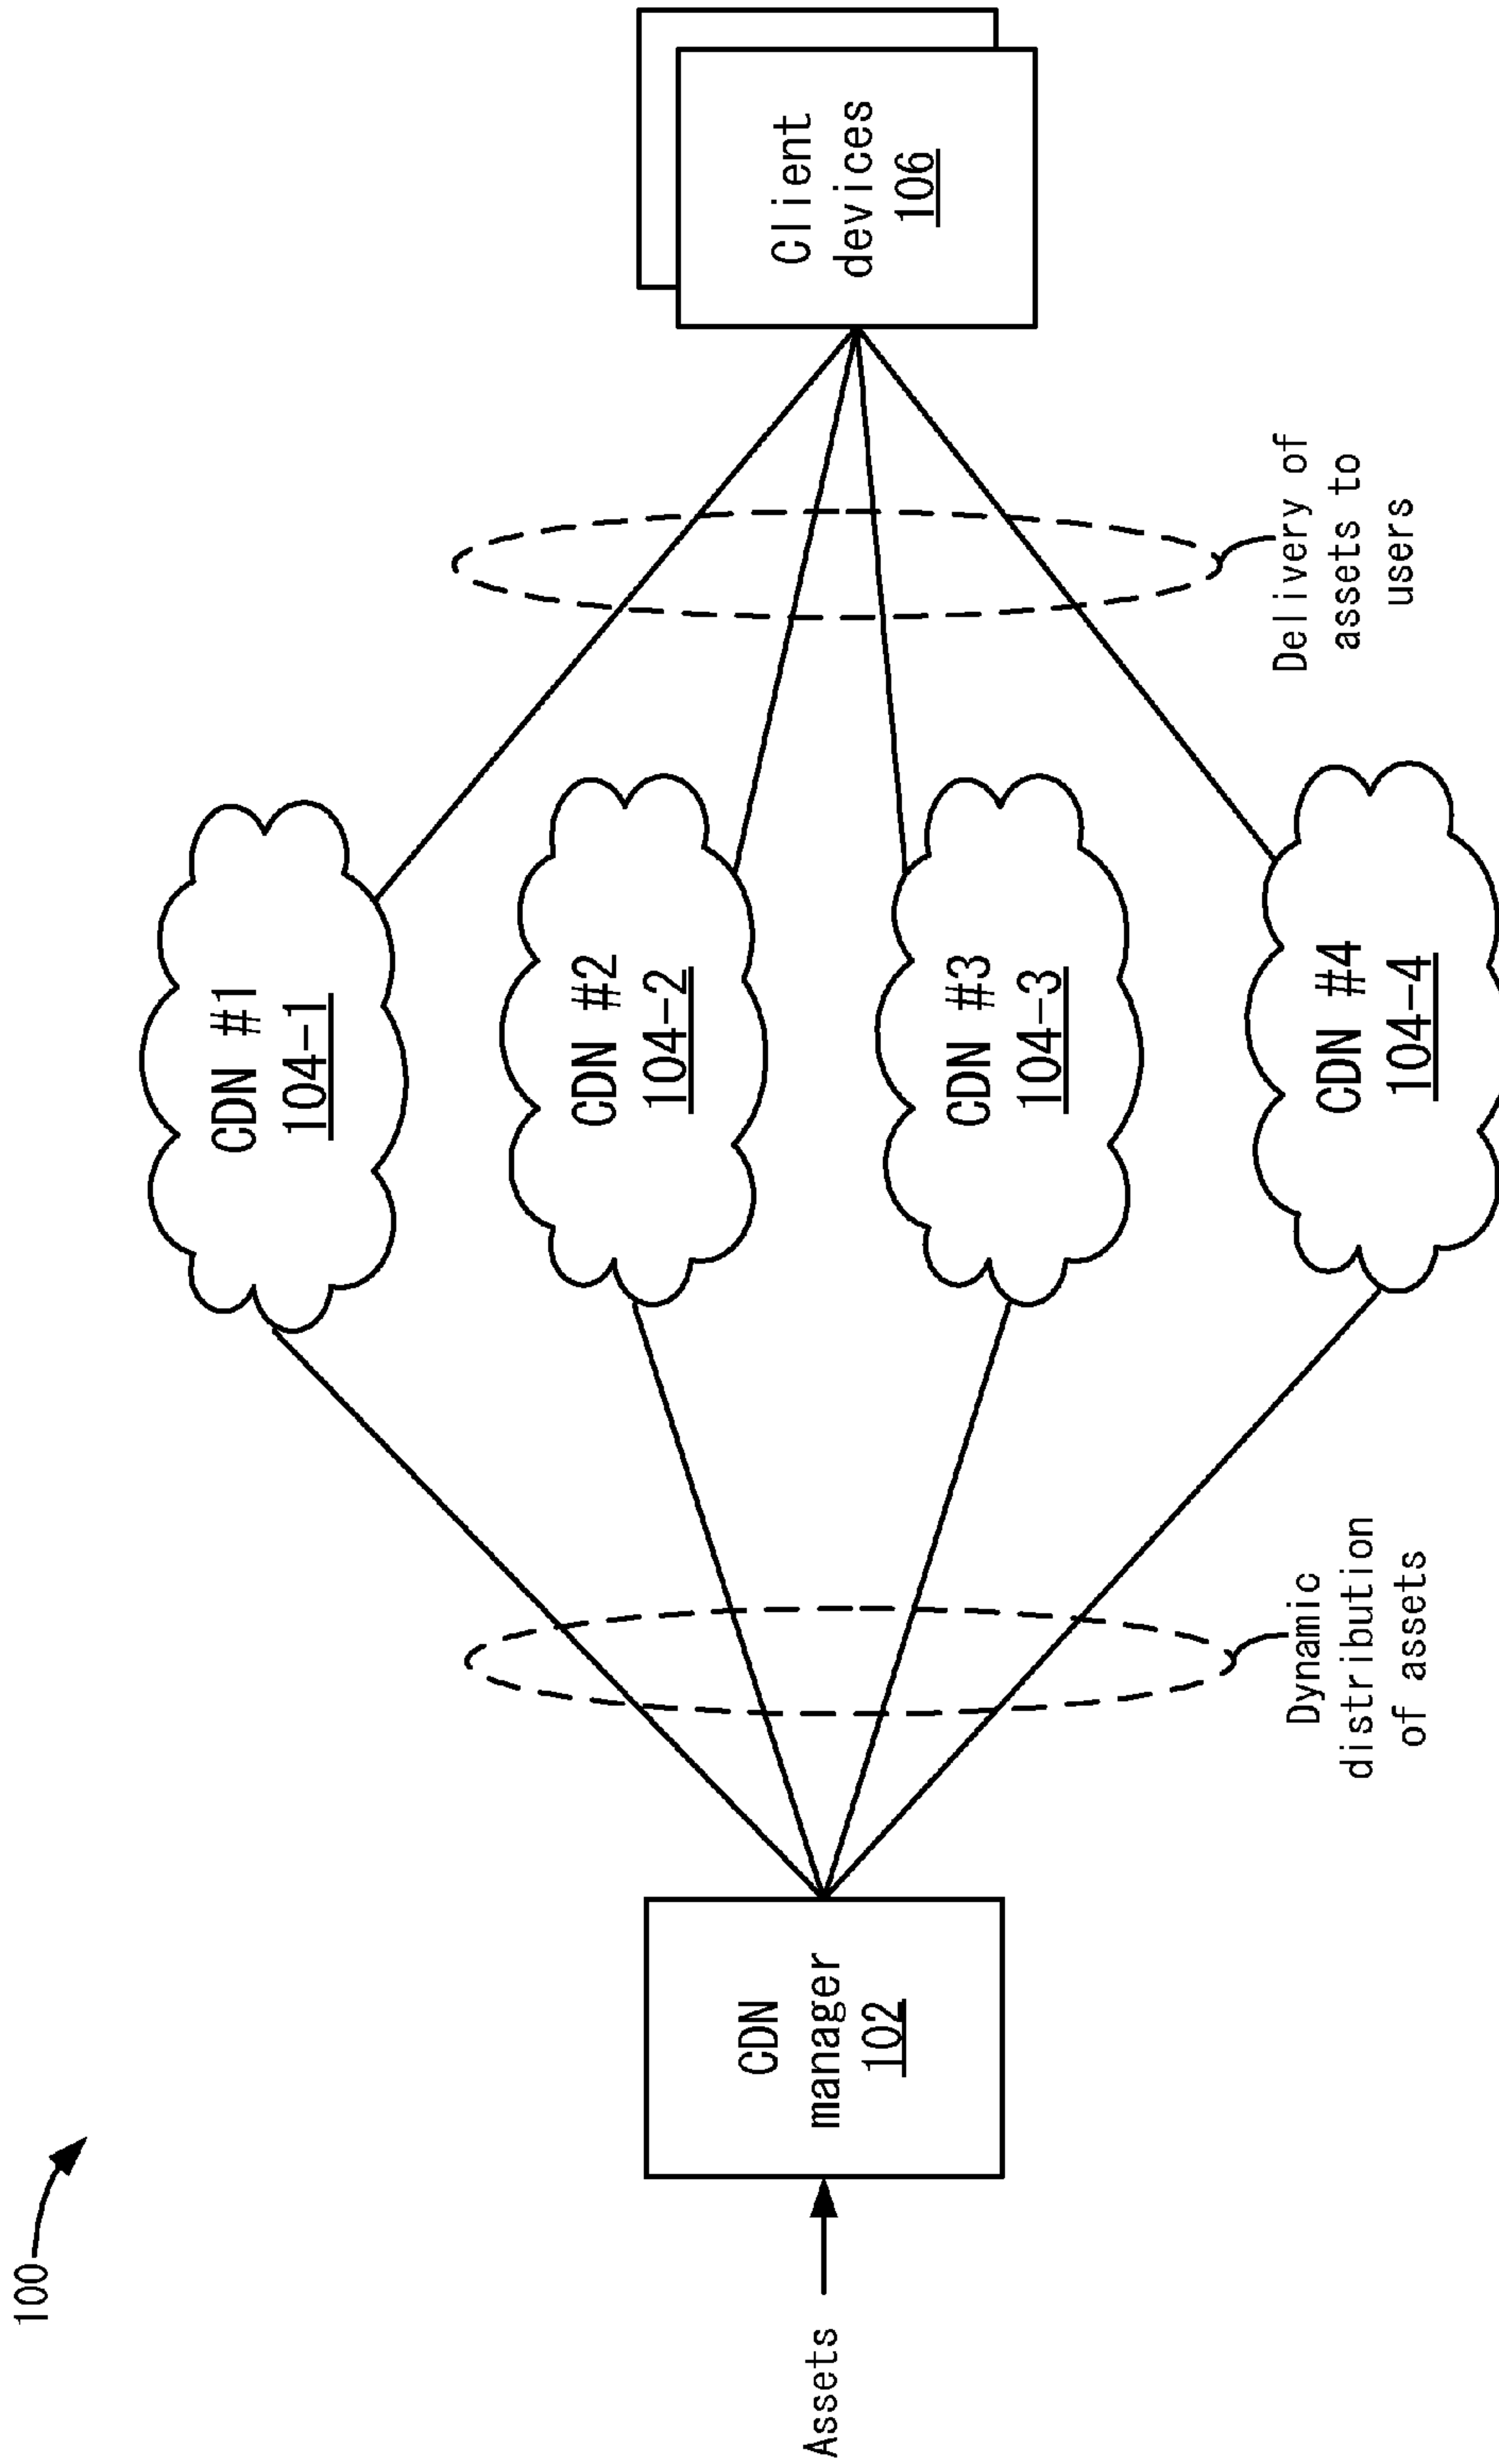 100
Assets
CDN
manager
102
Dynamic
distribution
of assets
CDN #1
104-1
CDN #2
104-2
CDN #3
104-3
CDN #4
104-4
Delivery of
assets to
users
Client
devices
106